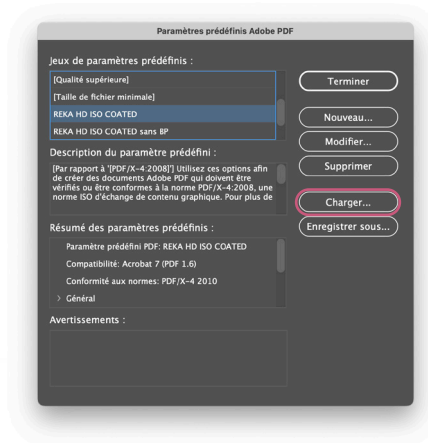 Paramètres prédéfinis Adobe PDF
Jeux de paramètres prédéfinis :
[Qualité supérieure]
[Taille de fichier minimale]
REKA HD ISO COATED
REKA HD ISO COATED sans BP
Description du paramètre prédéfini :
[Par rapport à '[PDF/X-4:2008]'] Utilisez ces options afin
de créer des documents Adobe PDF qui doivent être
vérifiés ou être conformes à la norme PDF/X-4:2008, une
norme ISO d'échange de contenu graphique. Pour plus de
Résumé des paramètres prédéfinis :
Paramètre prédéfini PDF: REKA HD ISO COATED
Compatibilité: Acrobat 7 (PDF 1.6)
Conformité aux normes: PDF/X-4 2010
> Général
Avertissements :
Terminer
Nouveau...
Modifier...
Supprimer
Charger...
Enregistrer sous...